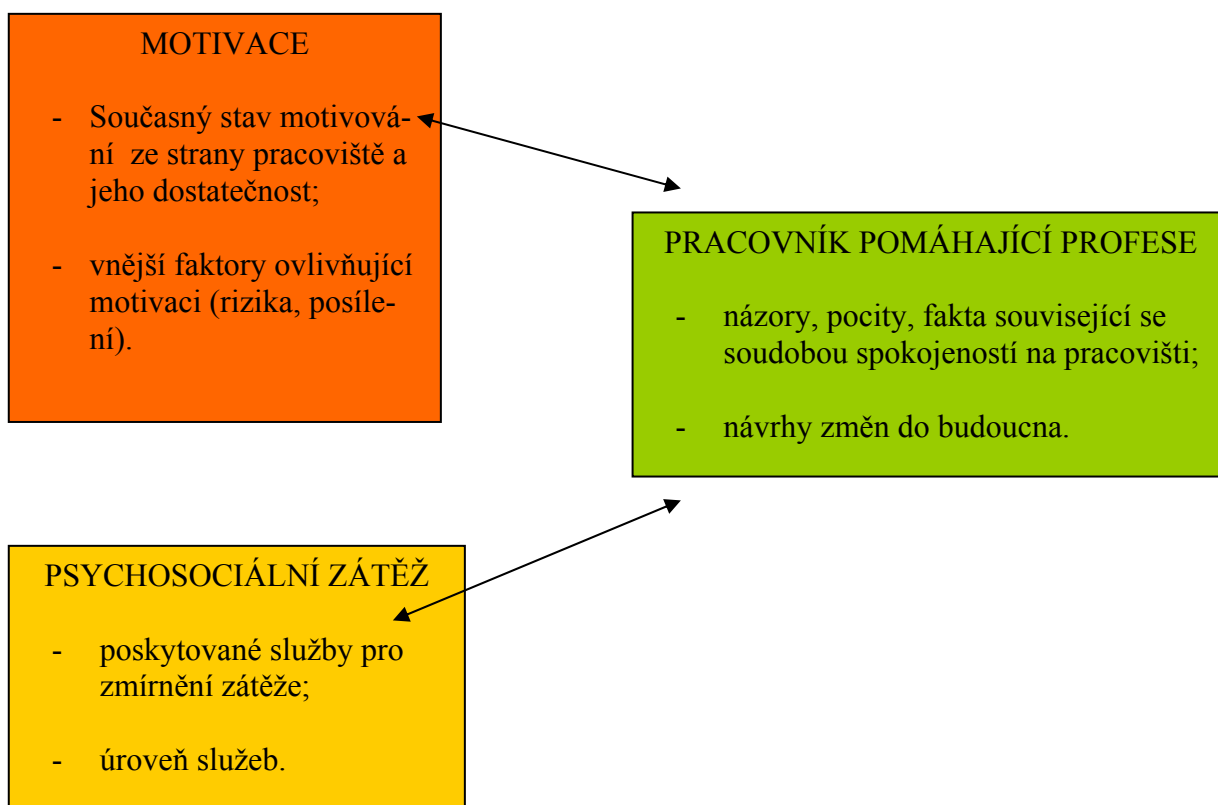 MOTIVACE
- Současný stav motivová-
ní ze strany pracoviště a
jeho dostatečnost;
- vnější faktory ovlivňující
motivaci (rizika, posíle-
ní).
PRACOVNÍK POMÁHAJÍCÍ PROFESE
- názory, pocity, fakta související se
soudobou spokojeností na pracovišti;
- návrhy změn do budoucna.
PSYCHOSOCIÁLNÍ ZÁTĚŽ
- poskytované služby pro
zmírnění zátěže;
- úroveň služeb.